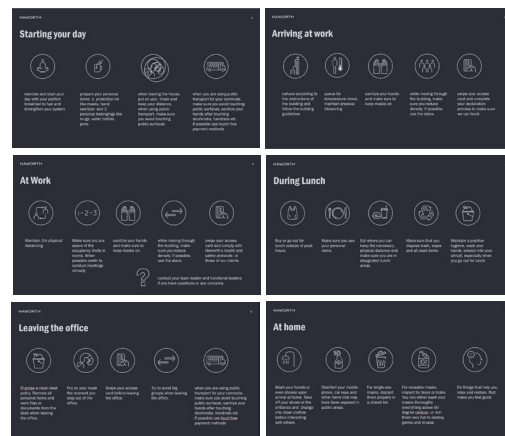 HAWORTH
Starting your day
exercise and start your
day with your perfect
breakfast to fuel and
strengthen your system
prepare your personal
items, i.e. protection kit
like masks, hand
sanitizer, and
personal belongings like
mugs, water bottles,
pens
when leaving the house,
put on your mask and
keep your distance.
when using public
transport, make sure
you avoid touching
public surfaces
when you are using public
transport for your commute,
make sure you avoid touching
public surfaces, sanitize your
hands after touching
doorknobs, handrails etc.
If possible use touch free
payment methods
HAWORTH
Arriving at work
behave according to
the instructions of
the building and
follow the building
guidelines.
queue for
temperature check,
maintain physical
distancing
sanitize your hands
and make sure to
keep masks on
while moving through
the building, make
sure you reduce
density. If possible,
use the stairs.
swipe your access
card and complete
your declaration
process to make sure
we can track
HAWORTH
At Work
1-2-3
Maintain 2m physical
distancing
Make sure you are
aware of the
occupancy limits in
rooms. When
possible prefer to
conduct meetings
virtually
sanitize your hands
and make sure to
keep masks on
while moving through
the building, make
sure you reduce
density. If possible,
use the stairs.
swipe your access
card and comply with
Haworth's health and
safety protocols or
those of our clients.
?
contact your team leader and functional leaders
if you have questions or any concerns.
HAWORTH
During Lunch
Buy or go out for
lunch outside of peak
hours.
Make sure you use
your personal
items.
Eat where you can
keep the necessary
physical distance and
make sure you are in
designated lunch
areas.
Make sure that you
dispose trash, wipes
and all used items.
Maintain a positive
hygiene, wash your
hands, sneeze into your
armpit, especially when
you go out for lunch.
HAWORTH
Leaving the office
Practise a clean desk
policy. Remove all
personal items and
work files or
documents from the
desk when leaving
the office.
Put on your mask
the moment you
step out of the
office.
Swipe your access
card before leaving
the office.
Try to avoid big
groups when leaving
the office.
when you are using public
transport for your commute,
make sure you avoid touching
public surfaces, sanitize your
hands after touching
doorknobs, handrails etc.
If possible use touch free
payment methods
HAWORTH
At home
Wash your hands or
even shower upon
arrival at home. Take
off your shoes at the
entrance and change
into clean clothes
before interacting
with others.
Disinfect your mobile
phone, car keys and
other items that may
have been exposed in
public areas.
For single-use
masks, discard
them properly in
a closed bin.
For reusable masks,
inspect for tears or holes.
You can either wash your
masks thoroughly
everything above 60
degree celsius, or iron
them very hot to destroy
germs and viruses
Do things that help you
relax and restore, that
make you feel good.